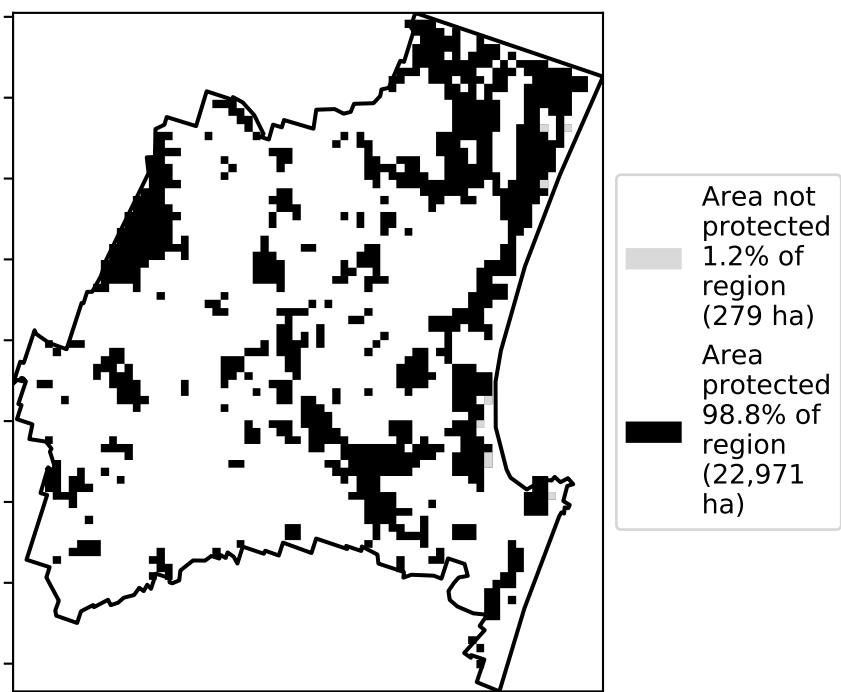 Area not
protected
1.2% of
region
(279 ha)
Area
protected
98.8% of
region
(22,971
ha)